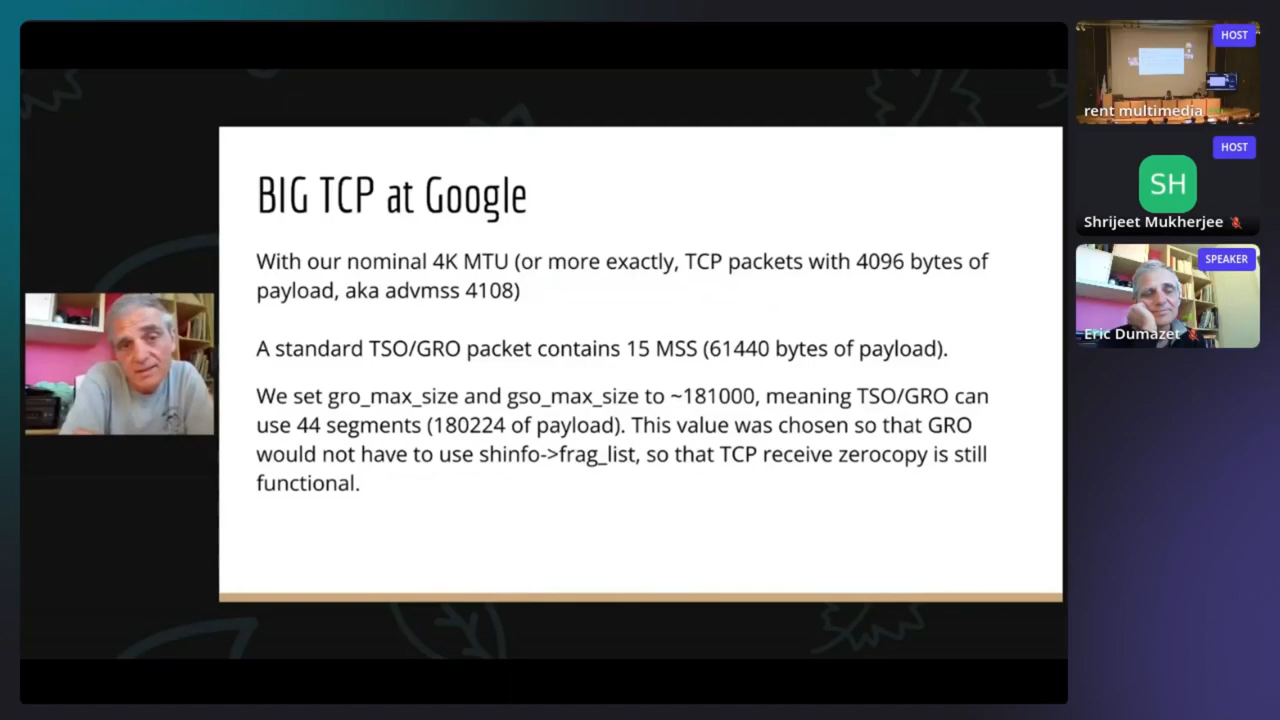 BIG TCP at Google
With our nominal 4K MTU (or more exactly, TCP packets with 4096 bytes of
payload, aka advmss 4108)
A standard TSO/GRO packet contains 15 MSS (61440 bytes of payload).
We set gro_max_size and gso_max_size to ~181000, meaning TSO/GRO can
use 44 segments (180224 of payload). This value was chosen so that GRO
would not have to use shinfo->frag_list, so that TCP receive zerocopy is still
functional.
HOST
rent multimedia
HOST
SH
Shrijeet Mukherjee
SPEAKER
Eric Dumazet